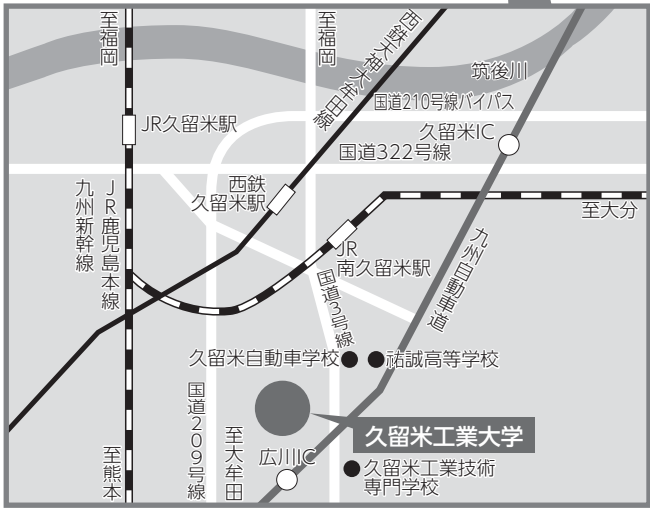 至福岡
至福岡
西鉄天神大牟田線
筑後川
国道210号線バイパス
JR久留米駅
久留米IC
国道322号線
西鉄
久留米駅
九州新幹線
JR鹿児島本線
至大分
JR
南久留米駅
九州自動車道
国道3号線
久留米自動車学校
祐誠高等学校
国道209号線
至大牟田
久留米工業大学
至熊本
広川IC
久留米工業技術
専門学校